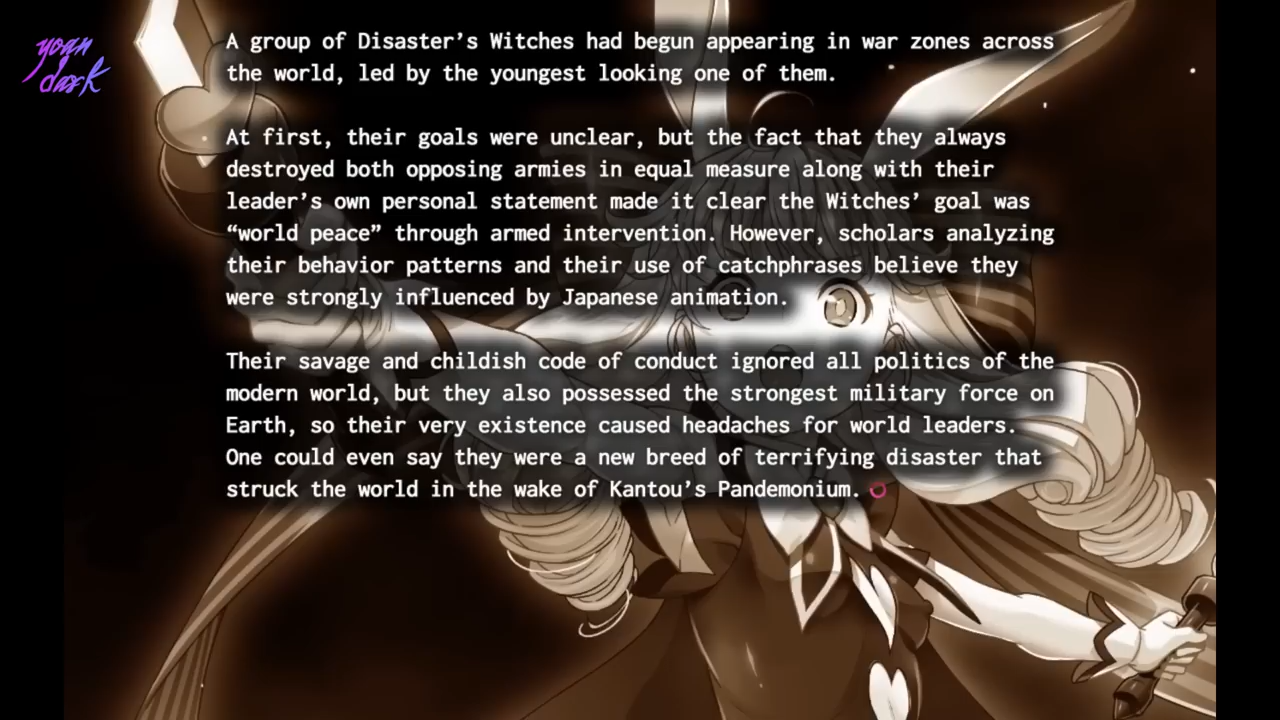 yoan
dark
A group of Disaster’s Witches had begun appearing in war zones across
the world, led by the youngest looking one of them.
At first, their goals were unclear, but the fact that they always
destroyed both opposing armies in equal measure along with their
leader’s own personal statement made it clear the Witches’ goal was
“world peace” through armed intervention. However, scholars analyzing
their behavior patterns and their use of catchphrases believe they
were strongly influenced by Japanese animation.
Their savage and childish code of conduct ignored all politics of the
modern world, but they also possessed the strongest military force on
Earth, so their very existence caused headaches for world leaders.
One could even say they were a new breed of terrifying disaster that
struck the world in the wake of Kantou’s Pandemonium.